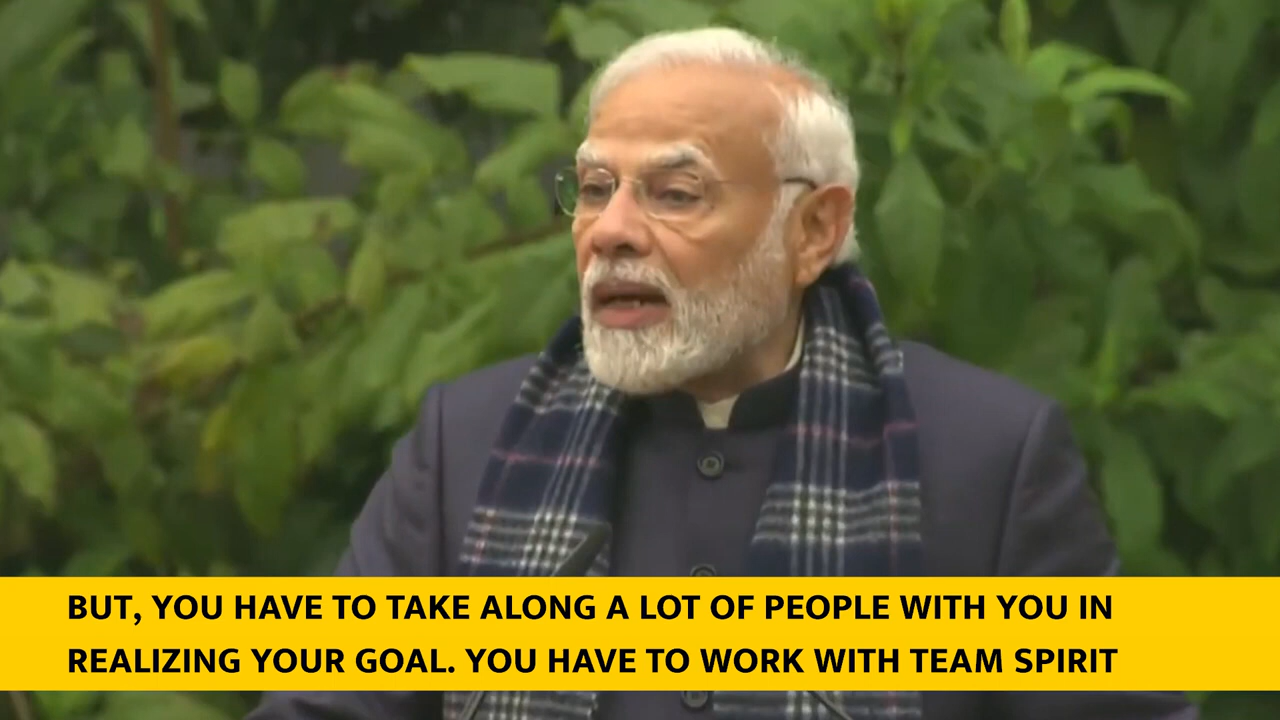 BUT, YOU HAVE TO TAKE ALONG A LOT OF PEOPLE WITH YOU IN
REALIZING YOUR GOAL. YOU HAVE TO WORK WITH TEAM SPIRIT